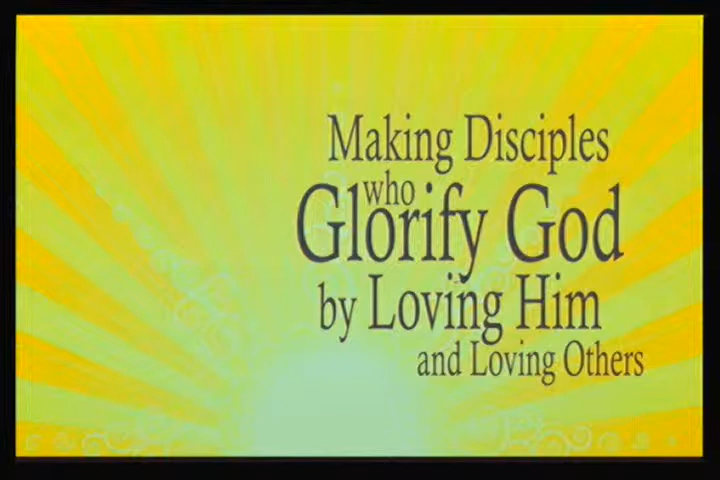 Making Disciples
who
Glorify God
by Loving Him
and Loving Others